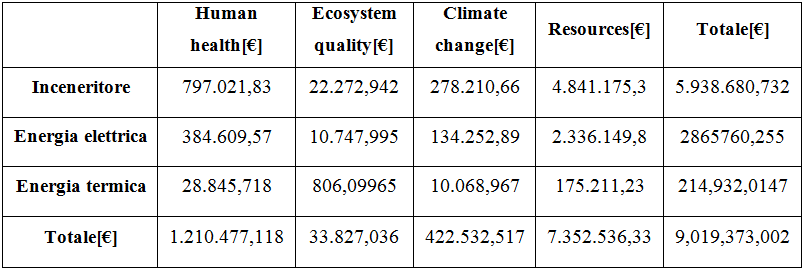 Human health[€] Ecosystem quality[€] Climate change[€] Resources[€] Totale[€]
Inceneritore 797.021,83 22.272,942 278.210,66 4.841.175,3 5.938.680,732
Energia elettrica 384.609,57 10.747,995 134.252,89 2.336.149,8 2865760,255
Energia termica 28.845,718 806,09965 10.068,967 175.211,23 214,932,0147
Totale[€] 1.210.477,118 33.827,036 422.532,517 7.352.536,33 9,019,373,002